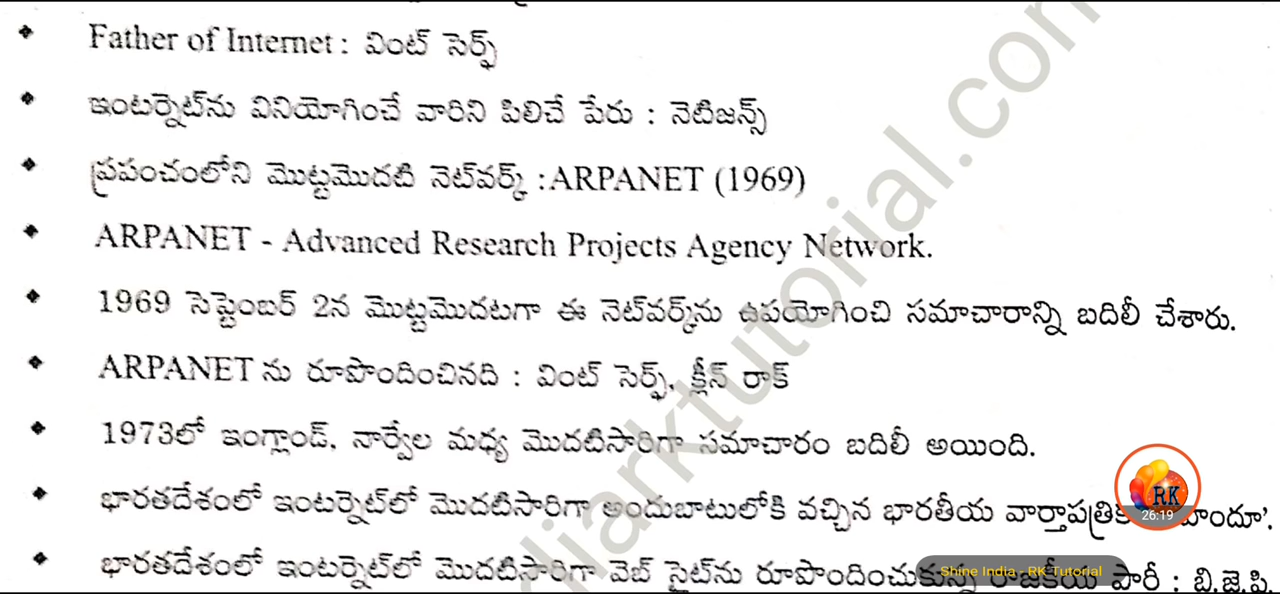 Father of Internet : వింట్ సెర్ఫ్
ఇంటర్నెట్‌ను వినియోగించే వారిని పిలిచే పేరు : నెటిజన్స్
ప్రపంచంలోని మొట్టమొదటి నెట్‌వర్క్ : ARPANET (1969)
ARPANET - Advanced Research Projects Agency Network.
1969 సెప్టెంబర్ 2న మొట్టమొదటగా ఈ నెట్‌వర్క్‌ను ఉపయోగించి సమాచారాన్ని బదిలీ చేశారు.
ARPANET ను రూపొందించినది : వింట్ సెర్ఫ్, క్లీన్ రాక్
1973లో ఇంగ్లాండ్, నార్వేల మధ్య మొదటిసారిగా సమాచారం బదిలీ అయింది.
భారతదేశంలో ఇంటర్నెట్‌లో మొదటిసారిగా అందుబాటులోకి వచ్చిన భారతీయ వార్తాపత్రిక
భారతదేశంలో ఇంటర్నెట్‌లో మొదటిసారిగా వెబ్ సైట్‌ను రూపొందించుకున్న రాజకీయ పార్టీ : బి.జె.పి.
RK
26:19
Shine India - RK Tutorial